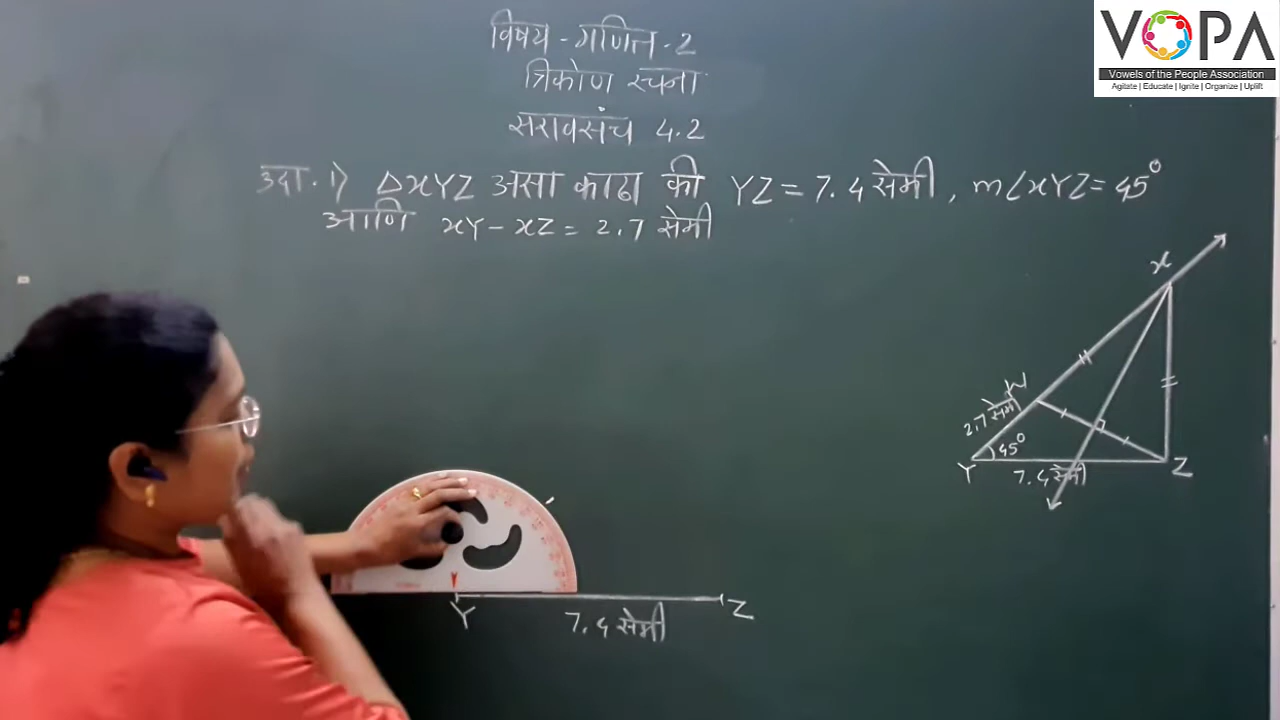 VOPA
Vowels of the People Association
Agitate | Educate | Ignite | Organize | Uplift
विषय - गणित - 2
त्रिकोण रचना
सरावसंच 4.2
उदा. 1) ΔxYZ असा काढा की YZ = 7.4 सेमी, m∠xYZ = 45°
आणि xY - xZ = 2.7 सेमी
x
W
2.7 सेमी
45°
Y
7.4 सेमी
Z
Y
7.4 सेमी
Z